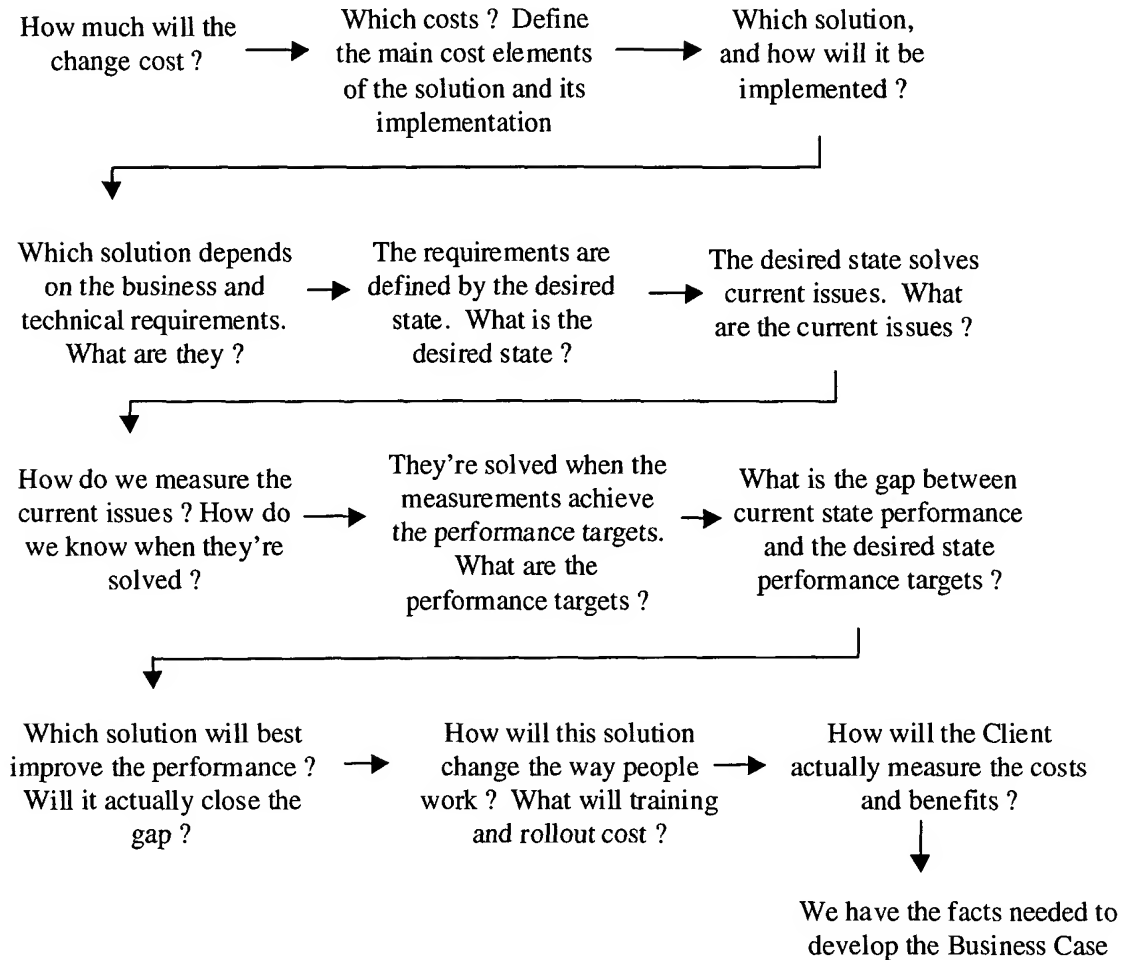 How much will the
change cost ?
Which costs ?  Define
the main cost elements
of the solution and its
implementation
Which solution,
and how will it be
implemented ?
Which solution depends
on the business and
technical requirements.
What are they ?
The requirements are
defined by the desired
state.  What is the
desired state ?
The desired state solves
current issues.  What
are the current issues ?
How do we measure the
current issues ? How do
we know when they're
solved ?
They're solved when the
measurements achieve
the performance targets.
What are the
performance targets ?
What is the gap between
current state performance
and the desired state
performance targets ?
Which solution will best
improve the performance ?
Will it actually close the
gap ?
How will this solution
change the way people
work ?  What will training
and rollout cost ?
How will the Client
actually measure the costs
and benefits ?
We have the facts needed to
develop the Business Case